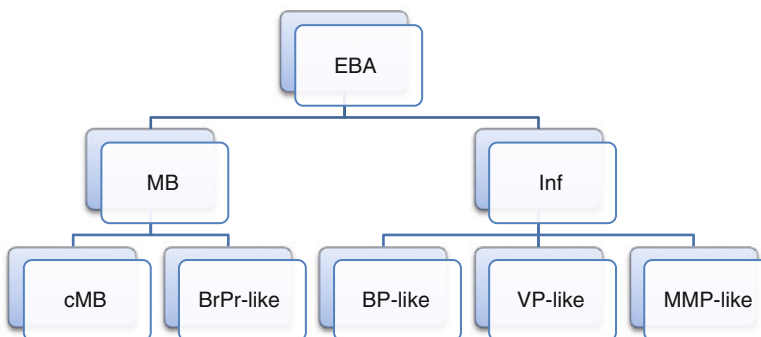 EBA
MB
Inf
cMB
BrPr-like
BP-like
VP-like
MMP-like